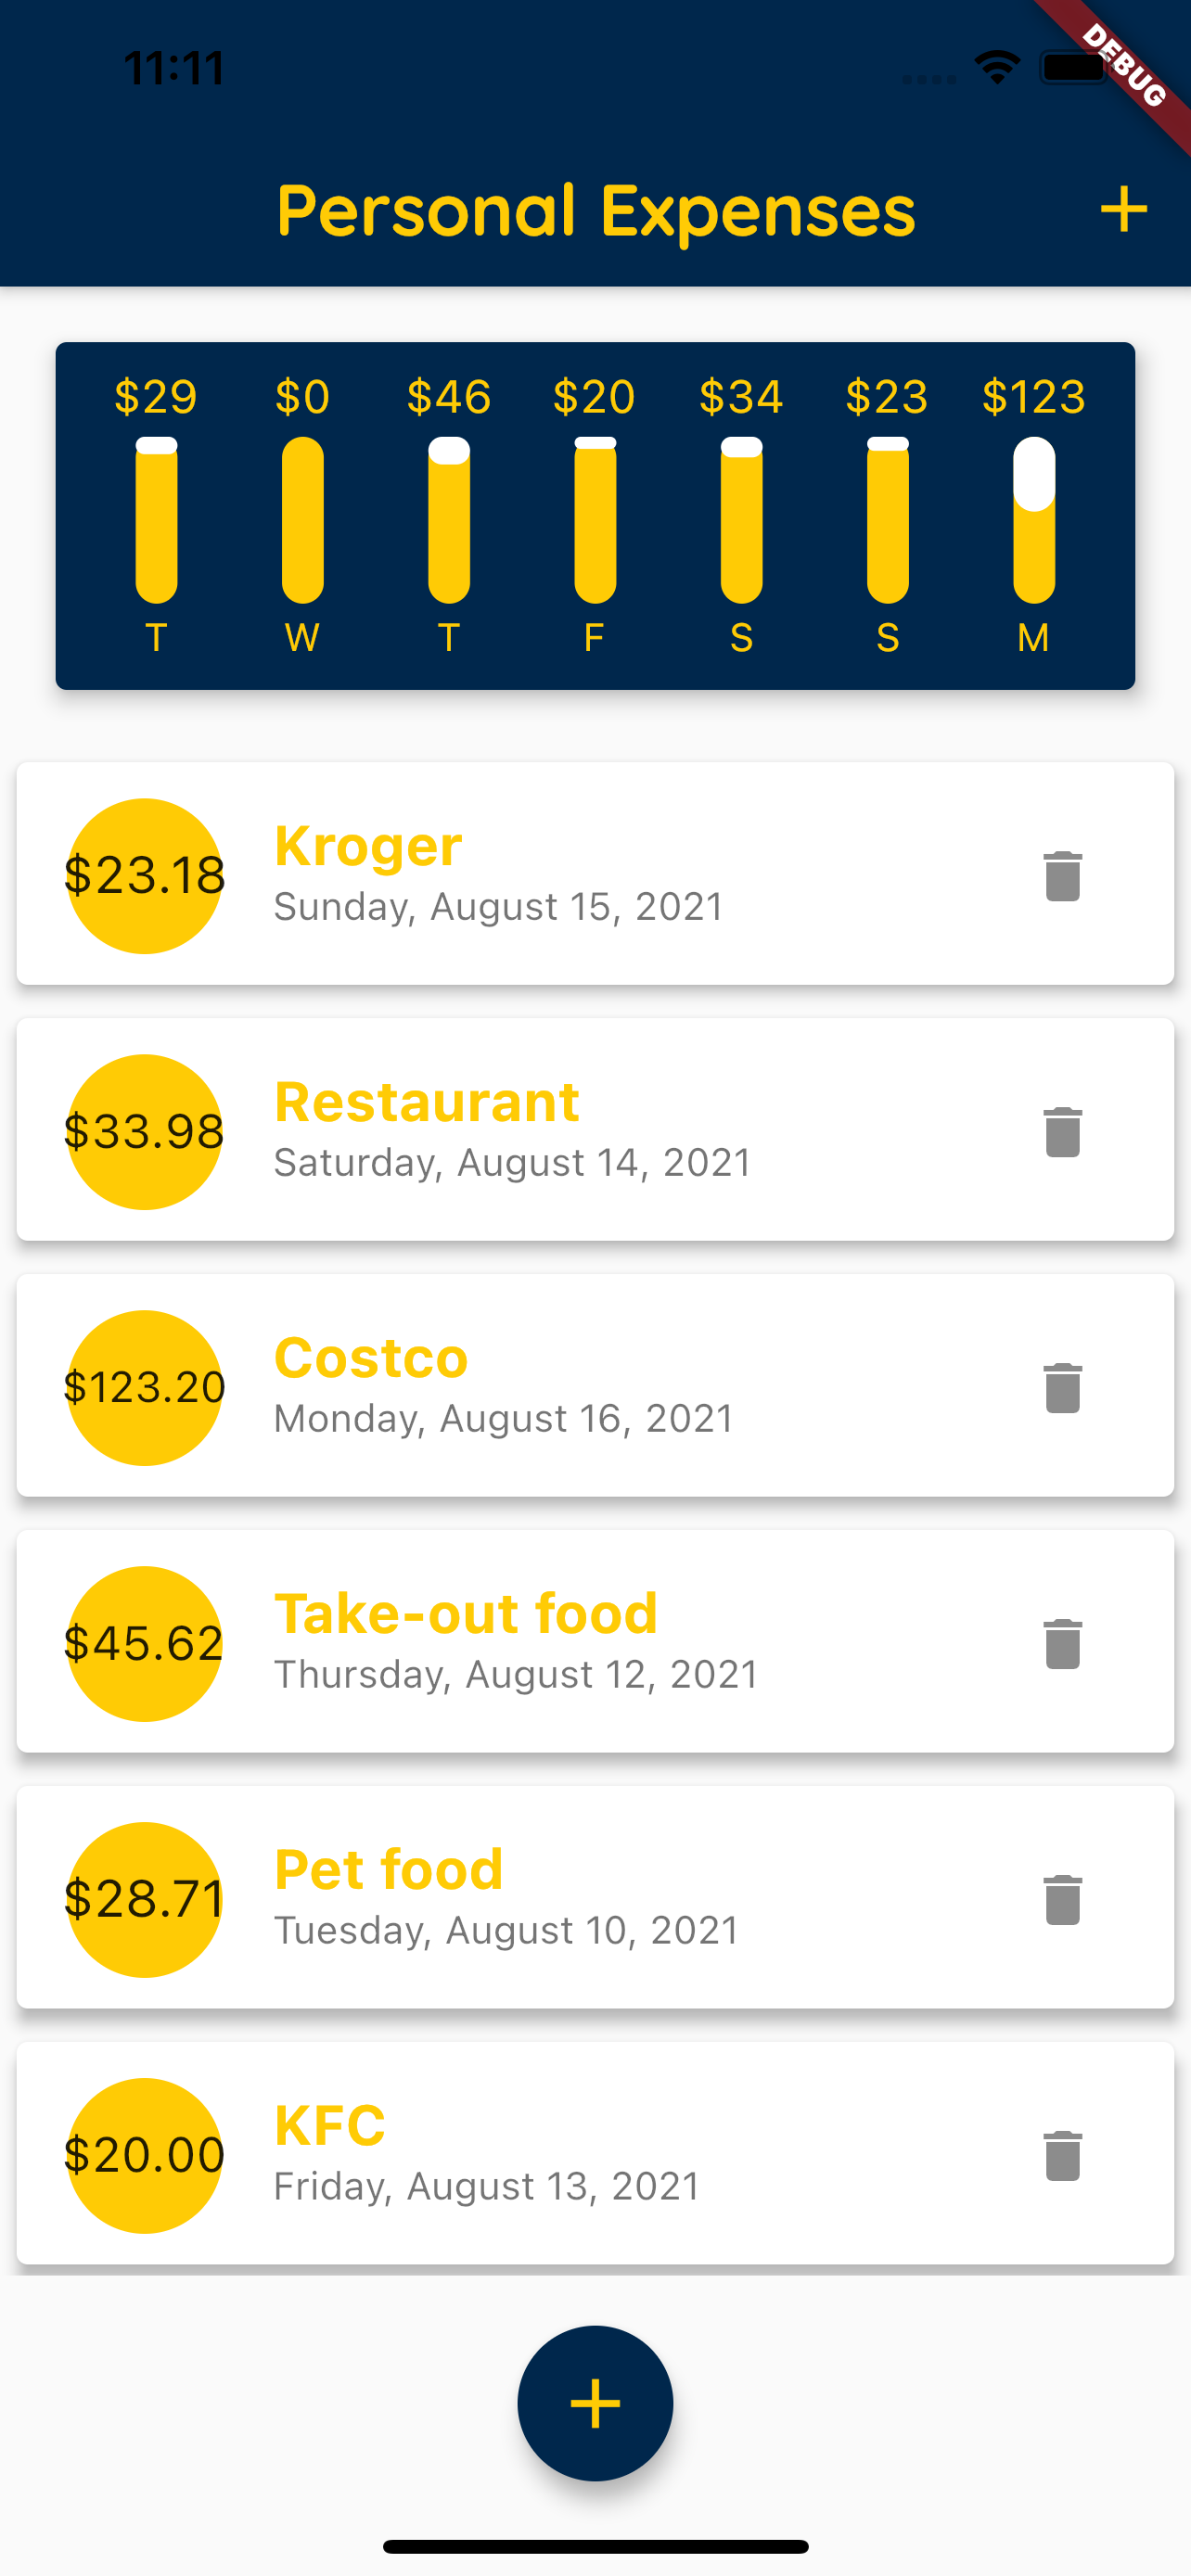 11:11
DEBUG
Personal Expenses +
$29 $0 $46 $20 $34 $23 $123
T W T F S S M
$23.18
Kroger
Sunday, August 15, 2021
$33.98
Restaurant
Saturday, August 14, 2021
$123.20
Costco
Monday, August 16, 2021
$45.62
Take-out food
Thursday, August 12, 2021
$28.71
Pet food
Tuesday, August 10, 2021
$20.00
KFC
Friday, August 13, 2021
+